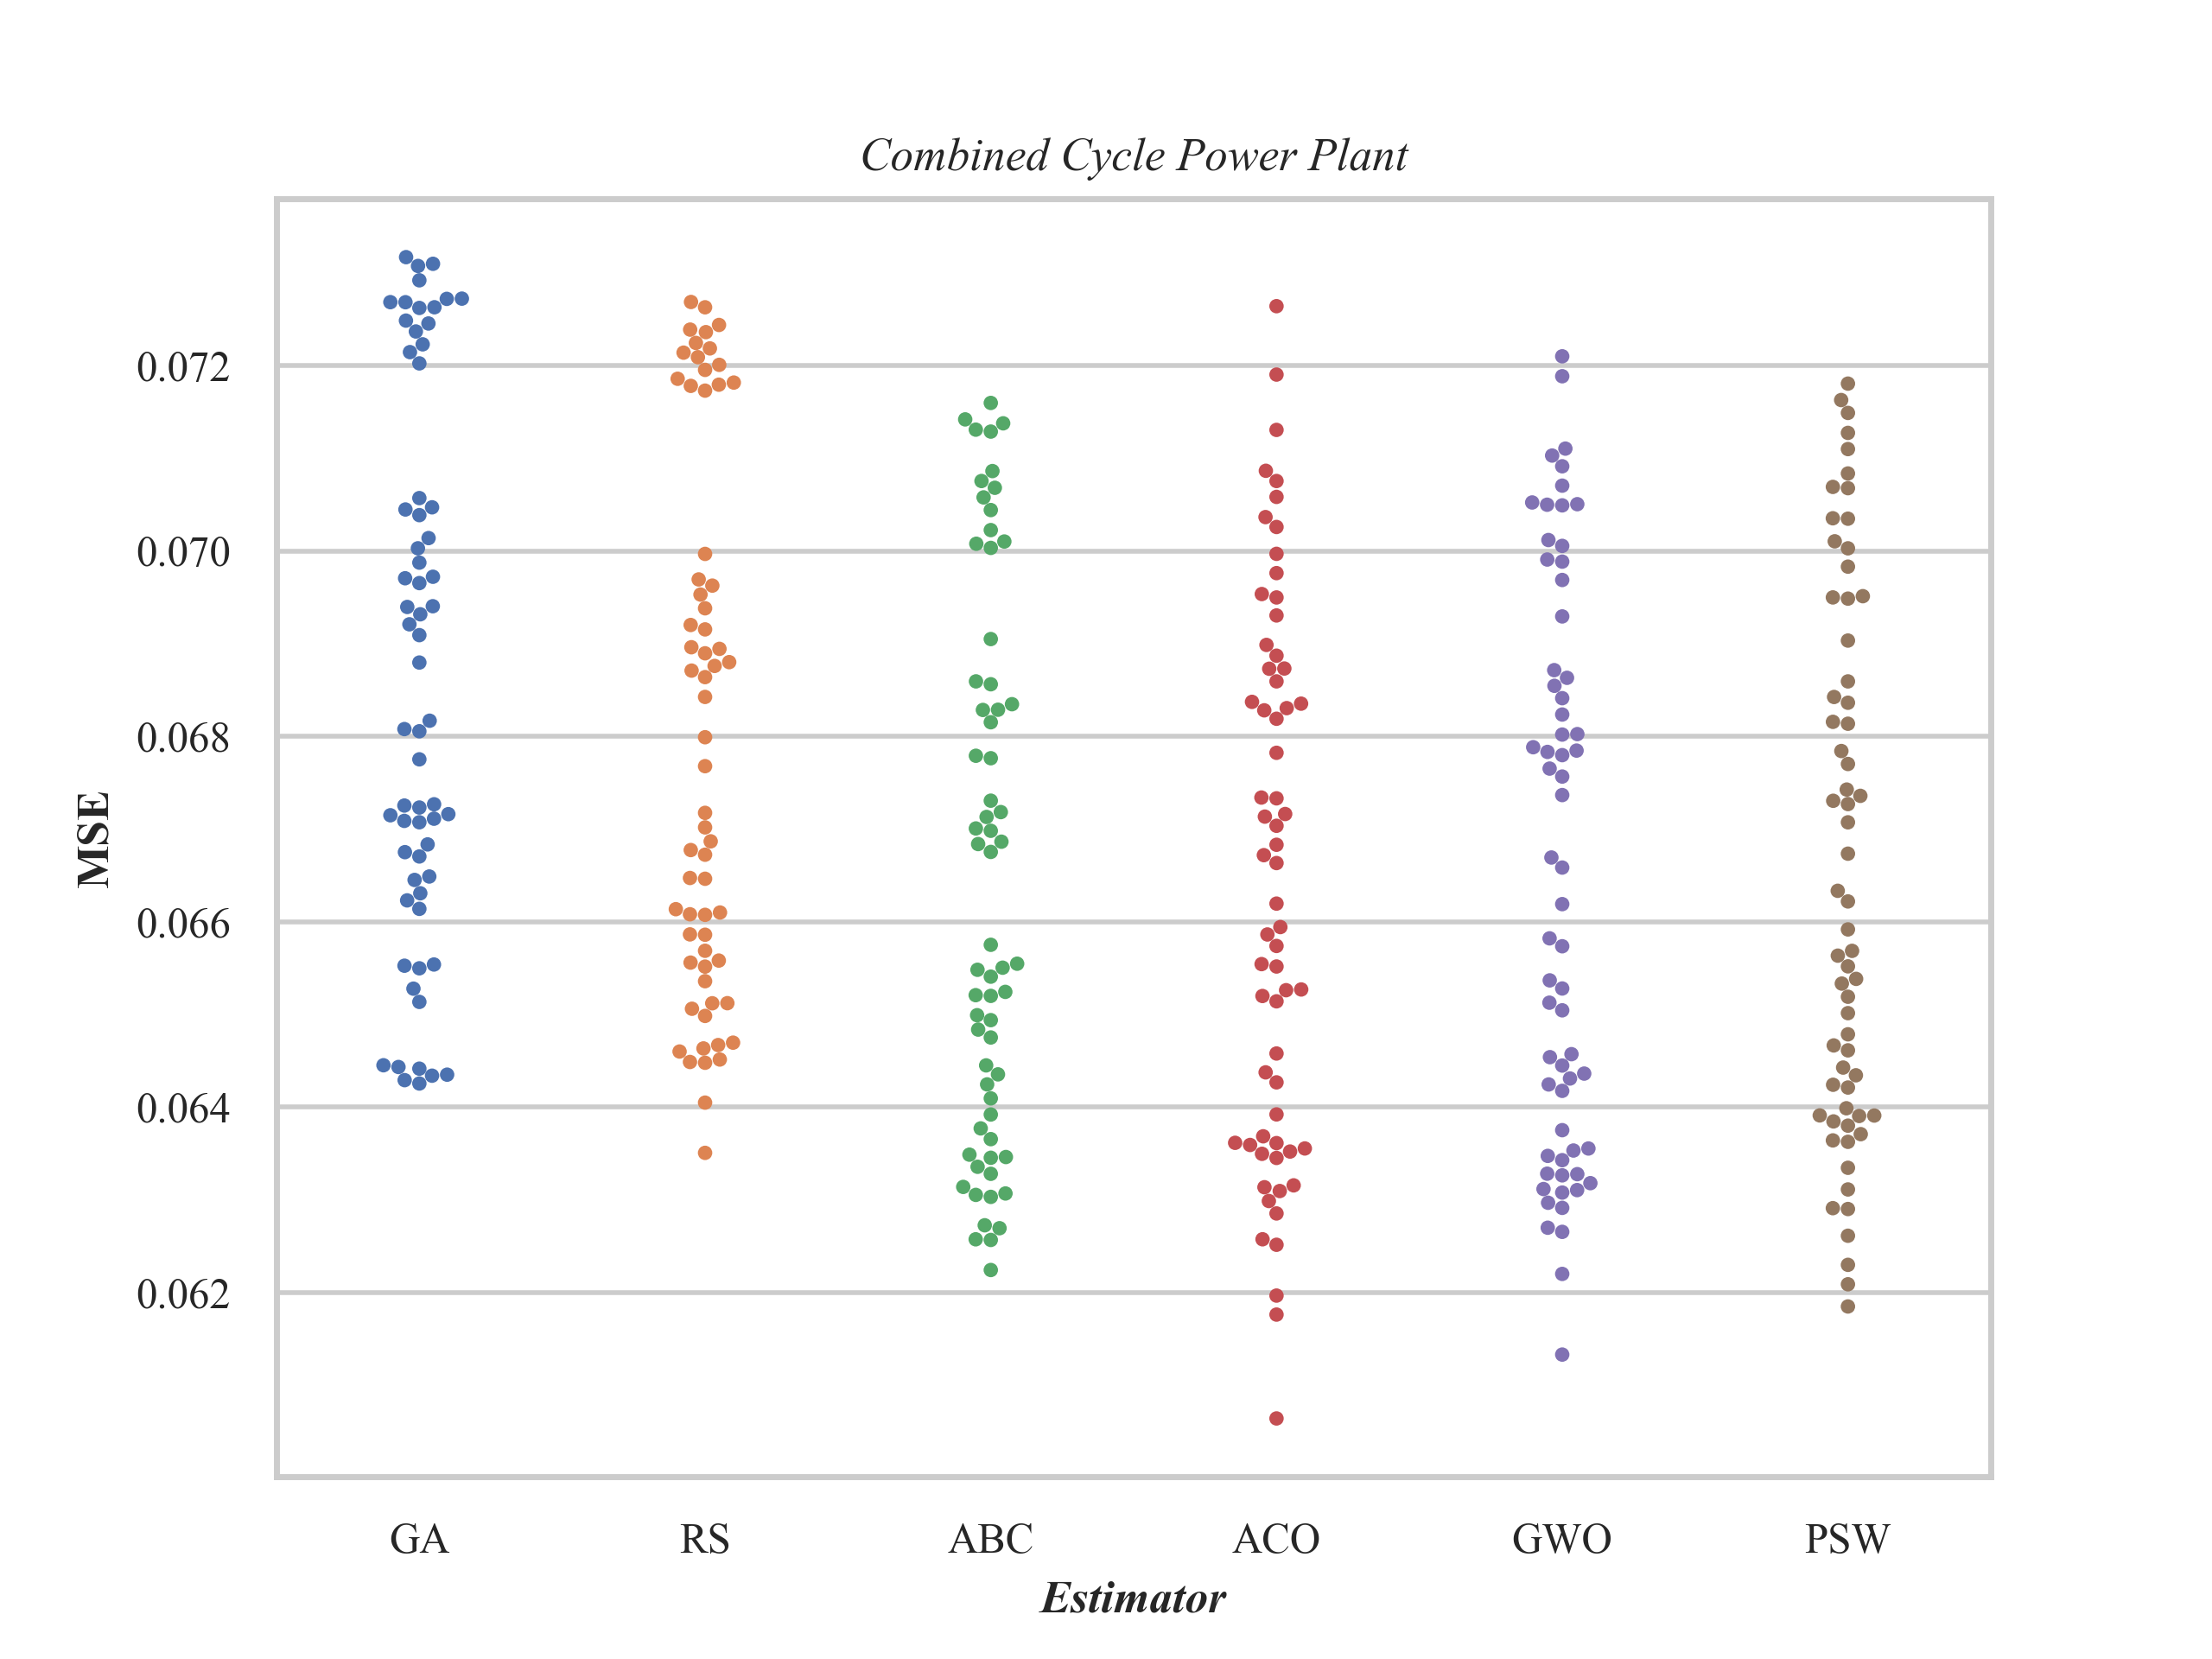 Combined Cycle Power Plant
MSE
0.072
0.070
0.068
0.066
0.064
0.062
GA RS ABC ACO GWO PSW
Estimator